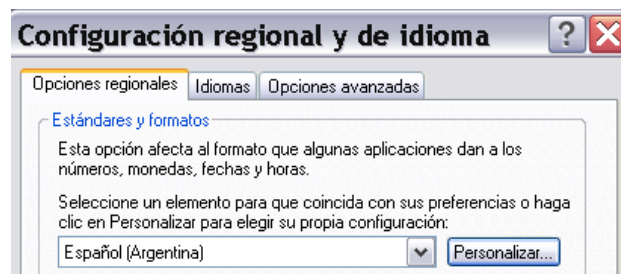 Configuración regional y de idioma
Opciones regionales Idiomas Opciones avanzadas
Estándares y formatos
Esta opción afecta al formato que algunas aplicaciones dan a los
números, monedas, fechas y horas.
Seleccione un elemento para que coincida con sus preferencias o haga
clic en Personalizar para elegir su propia configuración:
Español (Argentina) Personalizar...